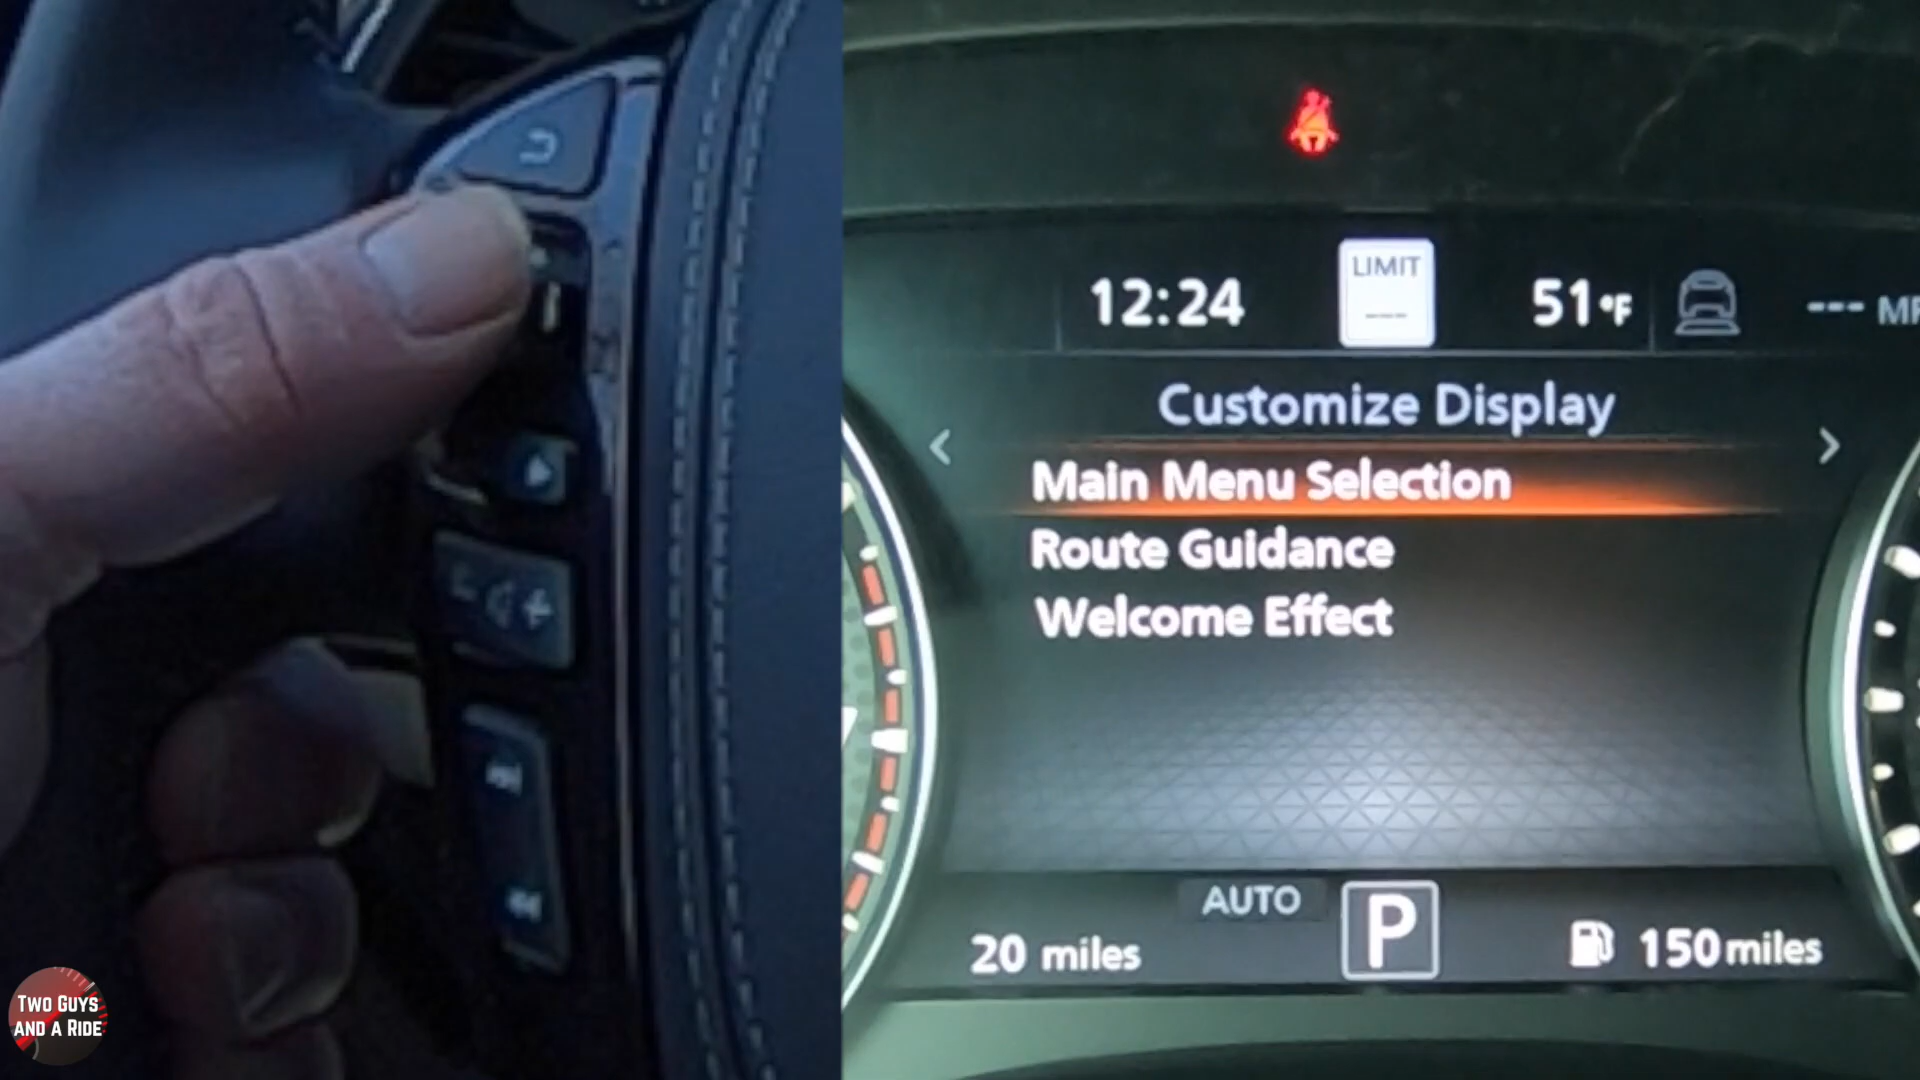 12:24
LIMIT
---
51°F
--- MP
Customize Display
Main Menu Selection
Route Guidance
Welcome Effect
AUTO
P
20 miles
150 miles
TWO GUYS
AND A RIDE